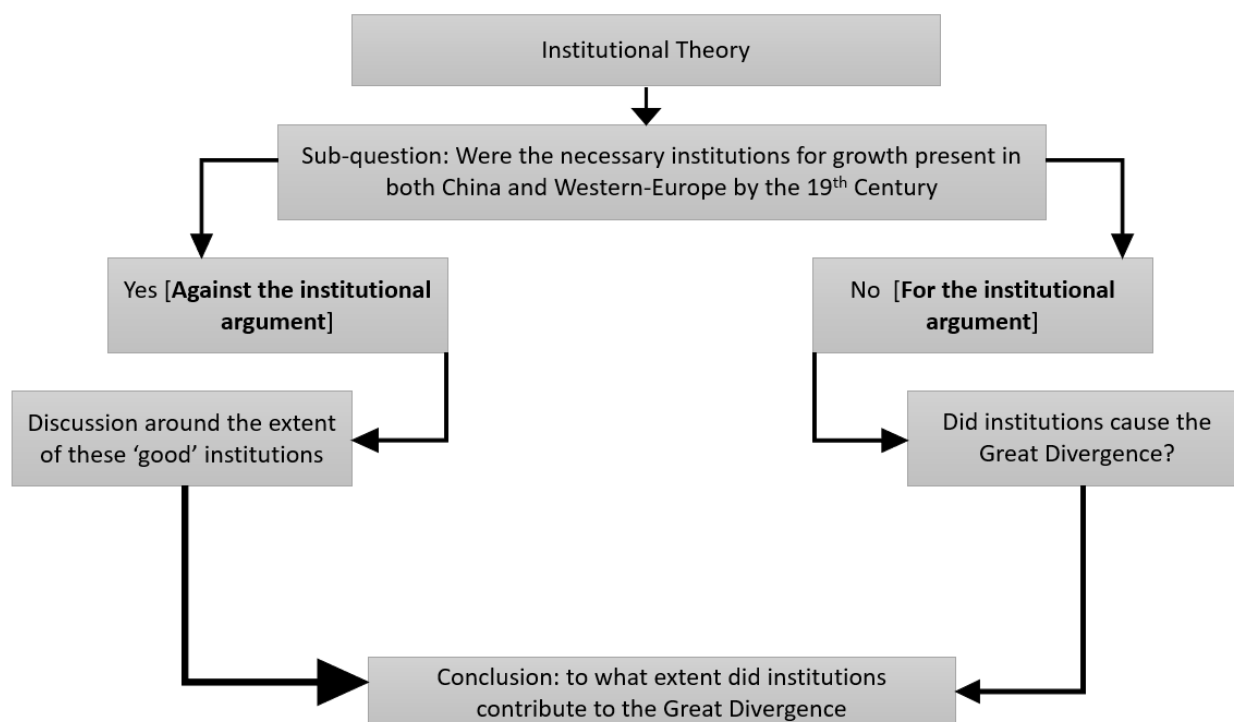 Institutional Theory
Sub-question: Were the necessary institutions for growth present in
both China and Western-Europe by the 19th Century
Yes [Against the institutional
argument]
No [For the institutional
argument]
Discussion around the extent
of these ‘good’ institutions
Did institutions cause the
Great Divergence?
Conclusion: to what extent did institutions
contribute to the Great Divergence